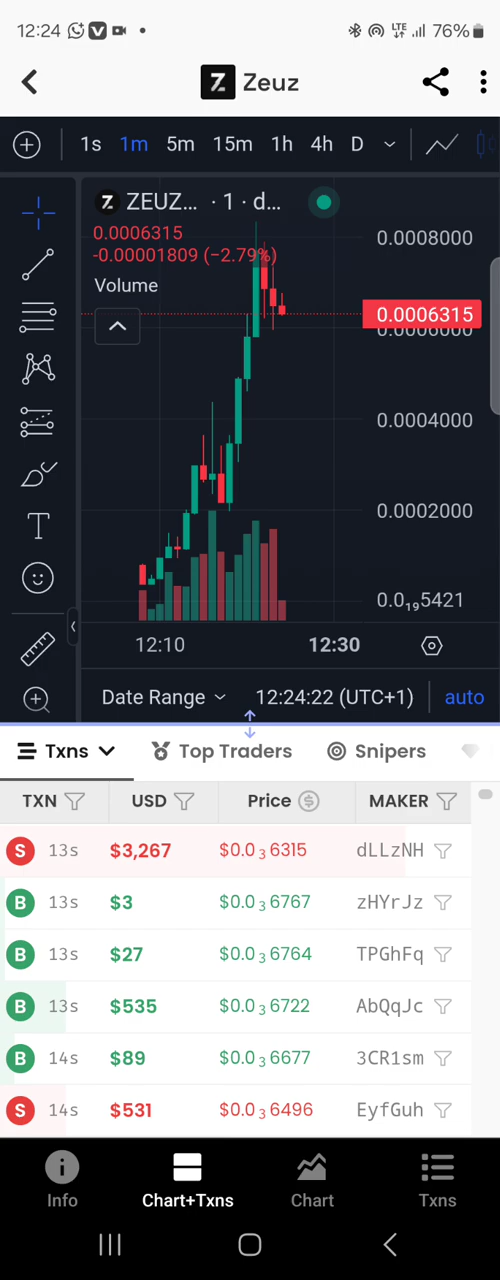 12:24 LTE 76%
Zeuz
1s 1m 5m 15m 1h 4h D
ZEUZ... · 1 · d...
0.0006315
-0.00001809 (−2.79%)
Volume
0.0008000
0.0006315
0.0006000
0.0004000
0.0002000
0.0₁₉5421
12:10 12:30
Date Range 12:24:22 (UTC+1) auto
Txns Top Traders Snipers
TXN USD Price MAKER
S 13s $3,267 $0.0₃6315 dLLzNH
B 13s $3 $0.0₃6767 zHYrJz
B 13s $27 $0.0₃6764 TPGhFq
B 13s $535 $0.0₃6722 AbQqJc
B 14s $89 $0.0₃6677 3CR1sm
S 14s $531 $0.0₃6496 EyfGuh
Info Chart+Txns Chart Txns